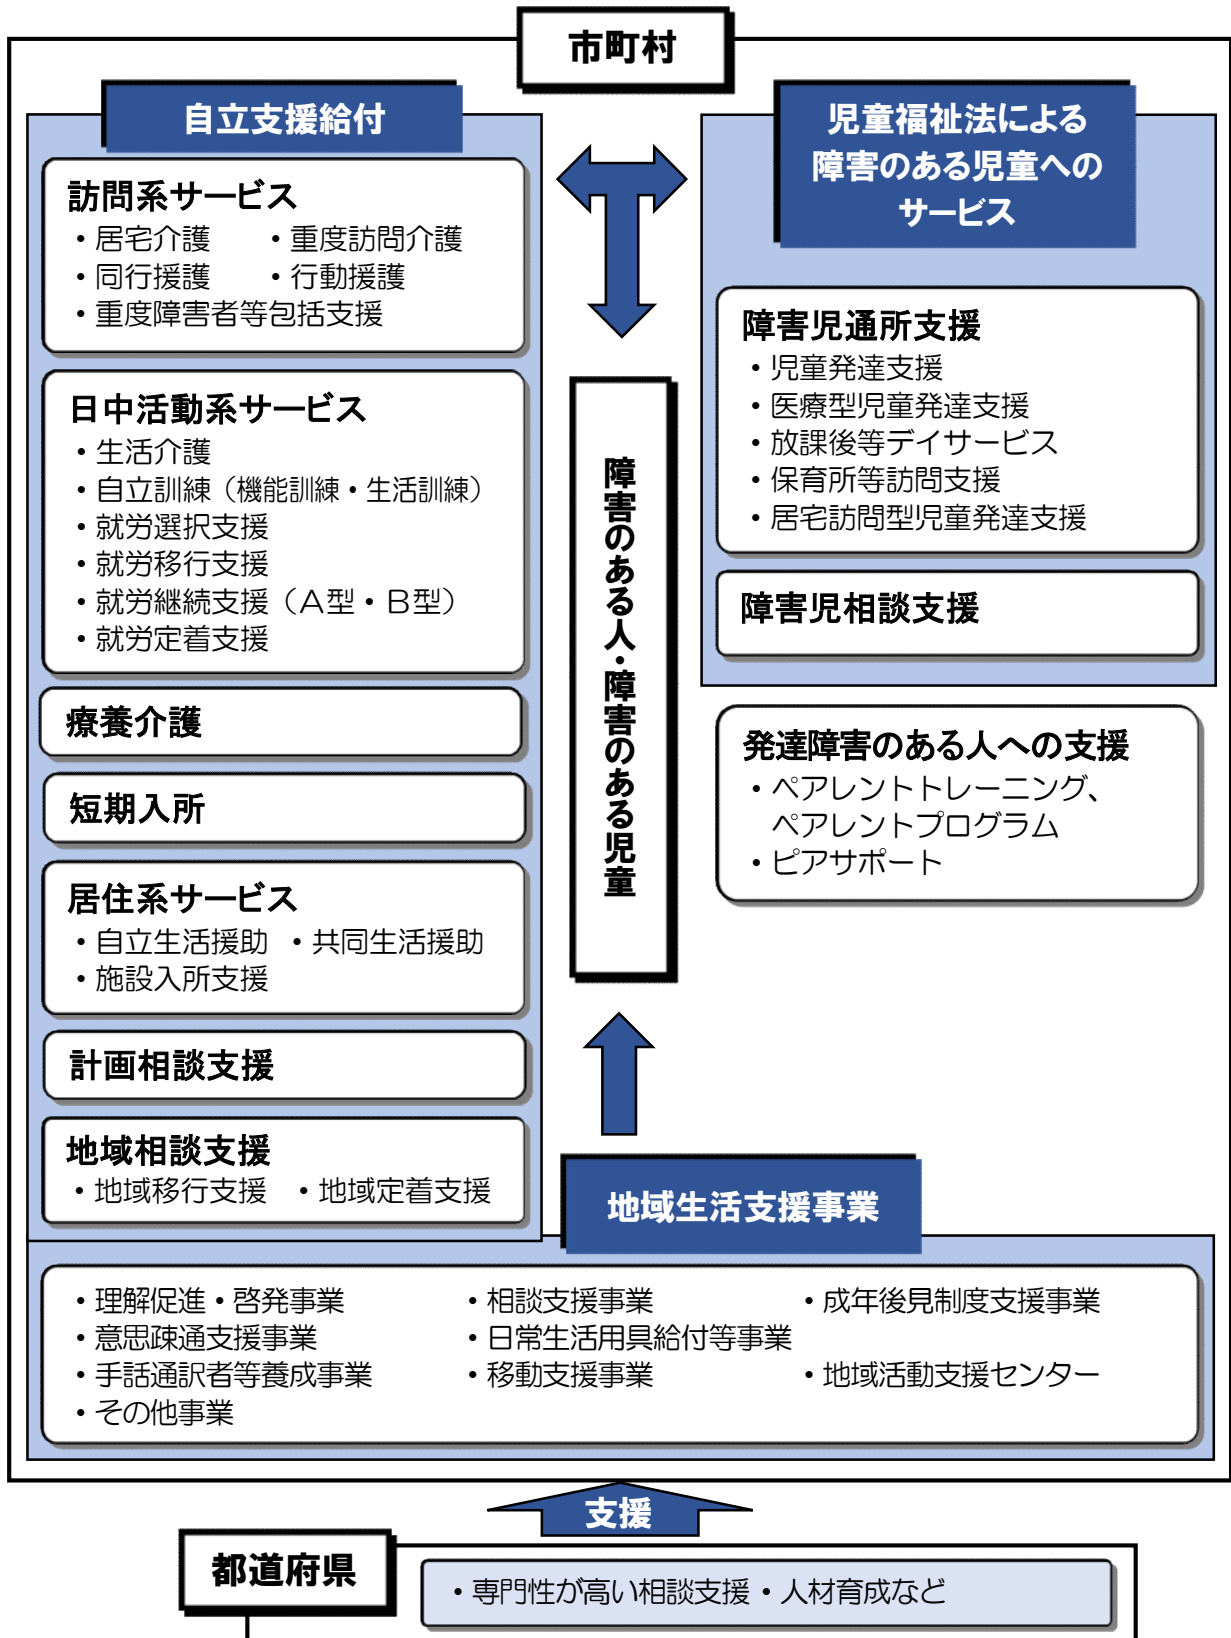 市町村
自立支援給付
訪問系サービス
・居宅介護 ・重度訪問介護
・同行援護 ・行動援護
・重度障害者等包括支援
日中活動系サービス
・生活介護
・自立訓練（機能訓練・生活訓練）
・就労選択支援
・就労移行支援
・就労継続支援（A型・B型）
・就労定着支援
療養介護
短期入所
居住系サービス
・自立生活援助 ・共同生活援助
・施設入所支援
計画相談支援
地域相談支援
・地域移行支援 ・地域定着支援
障害のある人・障害のある児童
児童福祉法による
障害のある児童への
サービス
障害児通所支援
・児童発達支援
・医療型児童発達支援
・放課後等デイサービス
・保育所等訪問支援
・居宅訪問型児童発達支援
障害児相談支援
発達障害のある人への支援
・ペアレントトレーニング、
ペアレントプログラム
・ピアサポート
地域生活支援事業
・理解促進・啓発事業 ・相談支援事業 ・成年後見制度支援事業
・意思疎通支援事業 ・日常生活用具給付等事業
・手話通訳者等養成事業 ・移動支援事業 ・地域活動支援センター
・その他事業
支援
都道府県
・専門性が高い相談支援・人材育成など